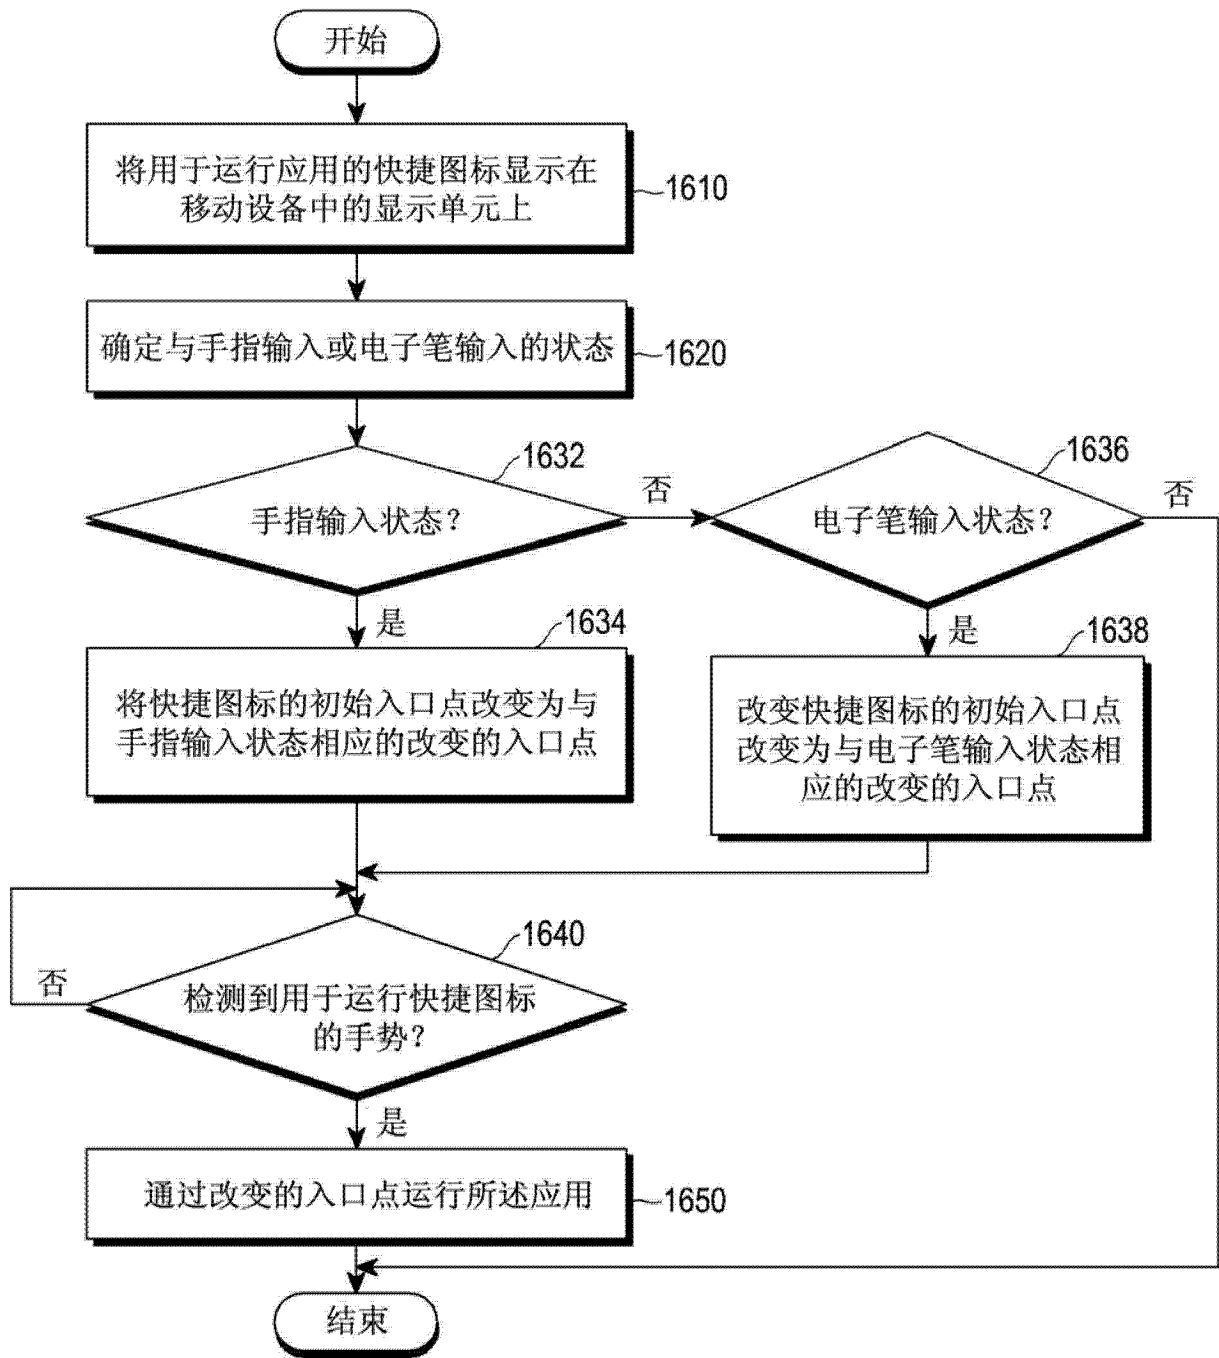 开始
将用于运行应用的快捷图标显示在
移动设备中的显示单元上
1610
确定与手指输入或电子笔输入的状态
1620
1632
手指输入状态?
否
1636
电子笔输入状态?
否
是
1634
将快捷图标的初始入口点改变为与
手指输入状态相应的改变的入口点
是
1638
改变快捷图标的初始入口点
改变为与电子笔输入状态相
应的改变的入口点
1640
检测到用于运行快捷图标
的手势?
否
是
通过改变的入口点运行所述应用
1650
结束